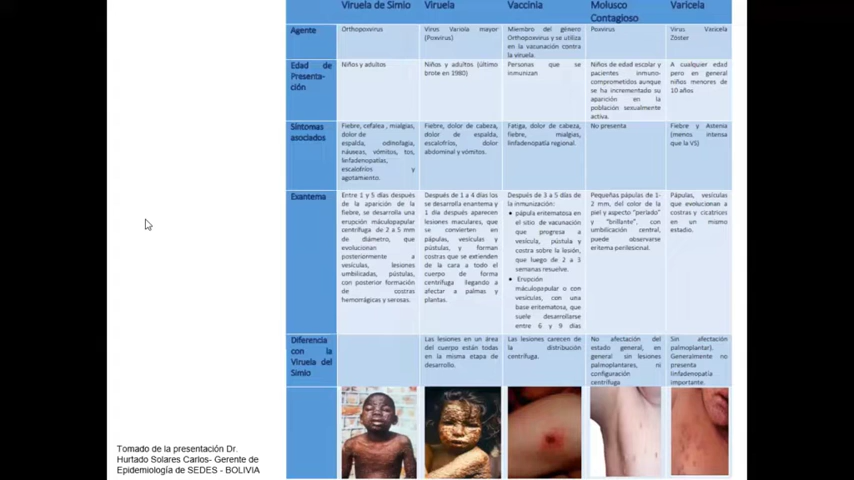 Viruela de Simio
Viruela
Vaccinia
Molusco
Contagioso
Varicela
Agente
Orthopoxvirus
Virus Variola mayor
(Poxvirus)
Miembro del género
Orthopoxvirus y se utiliza
en la vacunación contra
la viruela.
Poxvirus
Virus Varicela
Zóster
Edad de
Presenta-
ción
Niños y adultos
Niños y adultos (último
brote en 1980)
Personas que se
inmunizan
Niños de edad escolar y
pacientes inmuno-
comprometidos aunque
se ha incrementado su
aparición en la
población sexualmente
activa.
A cualquier edad
pero en general
niños menores de
10 años
Síntomas
asociados
Fiebre, cefalea, mialgias,
dolor de
espalda, odinofagia,
náuseas, vómitos, tos,
linfadenopatías,
escalofríos y
agotamiento.
Fiebre, dolor de cabeza,
dolor de espalda,
escalofríos, dolor
abdominal y vómitos.
Fatiga, dolor de cabeza,
fiebre, mialgias,
linfadenopatía regional.
No presenta
Fiebre y Astenia
(menos intensa
que la VS)
Exantema
Entre 1 y 5 días después
de la aparición de la
fiebre, se desarrolla una
erupción máculopapular
centrífuga de 2 a 5 mm
de diámetro, que
evolucionan
posteriormente a
vesículas, lesiones
umbilicadas, pústulas,
con posterior formación
de costras
hemorrágicas y serosas.
Después de 1 a 4 días los
se desarrolla enantema y
1 día después aparecen
lesiones maculares, que
se convierten en
pápulas, vesículas y
pústulas, y forman
costras que se extienden
de la cara a todo el
cuerpo de forma
centrífuga llegando a
afectar a palmas y
plantas.
Después de 3 a 5 días de
la inmunización:
• pápula eritematosa en
el sitio de vacunación
que progresa a
vesícula, pústula y
costra sobre la lesión,
que luego de 2 a 3
semanas resuelve.
• Erupción
máculopapular o con
vesículas, con una
base eritematosa, que
suele desarrollarse
entre 6 y 9 días
Pequeñas pápulas de 1-
2 mm, del color de la
piel y aspecto "perlado"
y "brillante", con
umbilicación central,
puede observarse
eritema perilesional.
Pápulas, vesículas
que evolucionan a
costras y cicatrices
en un mismo
estadio.
Diferencia
con la
Viruela del
Simio
Las lesiones en un área
del cuerpo están todas
en la misma etapa de
desarrollo.
Las lesiones carecen de
la distribución
centrífuga.
No afectación del
estado general, en
general sin lesiones
palmoplantares, ni
configuración
centrífuga
Sin afectación
palmoplantar).
Generalmente no
presenta
linfadenopatía
importante.
Tomado de la presentación Dr.
Hurtado Solares Carlos- Gerente de
Epidemiología de SEDES - BOLIVIA